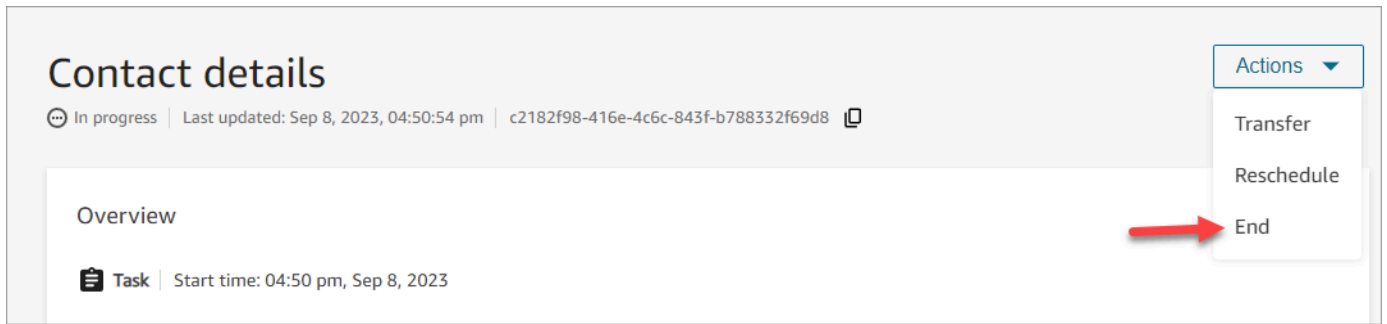 Contact details
Actions
In progress Last updated: Sep 8, 2023, 04:50:54 pm c2182f98-416e-4c6c-843f-b788332f69d8
Transfer
Reschedule
End
Overview
Task Start time: 04:50 pm, Sep 8, 2023